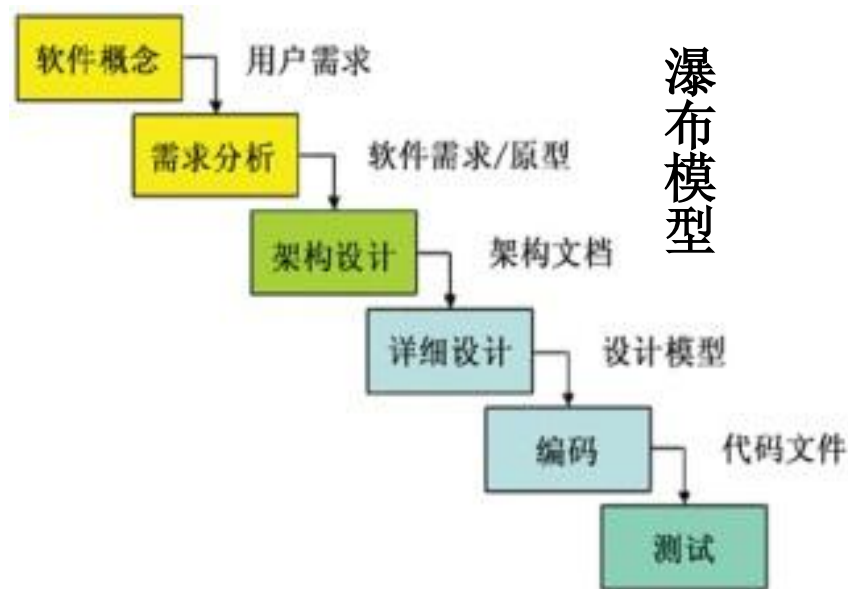 软件概念
用户需求
瀑布模型
需求分析
软件需求/原型
架构设计
架构文档
详细设计
设计模型
编码
代码文件
测试